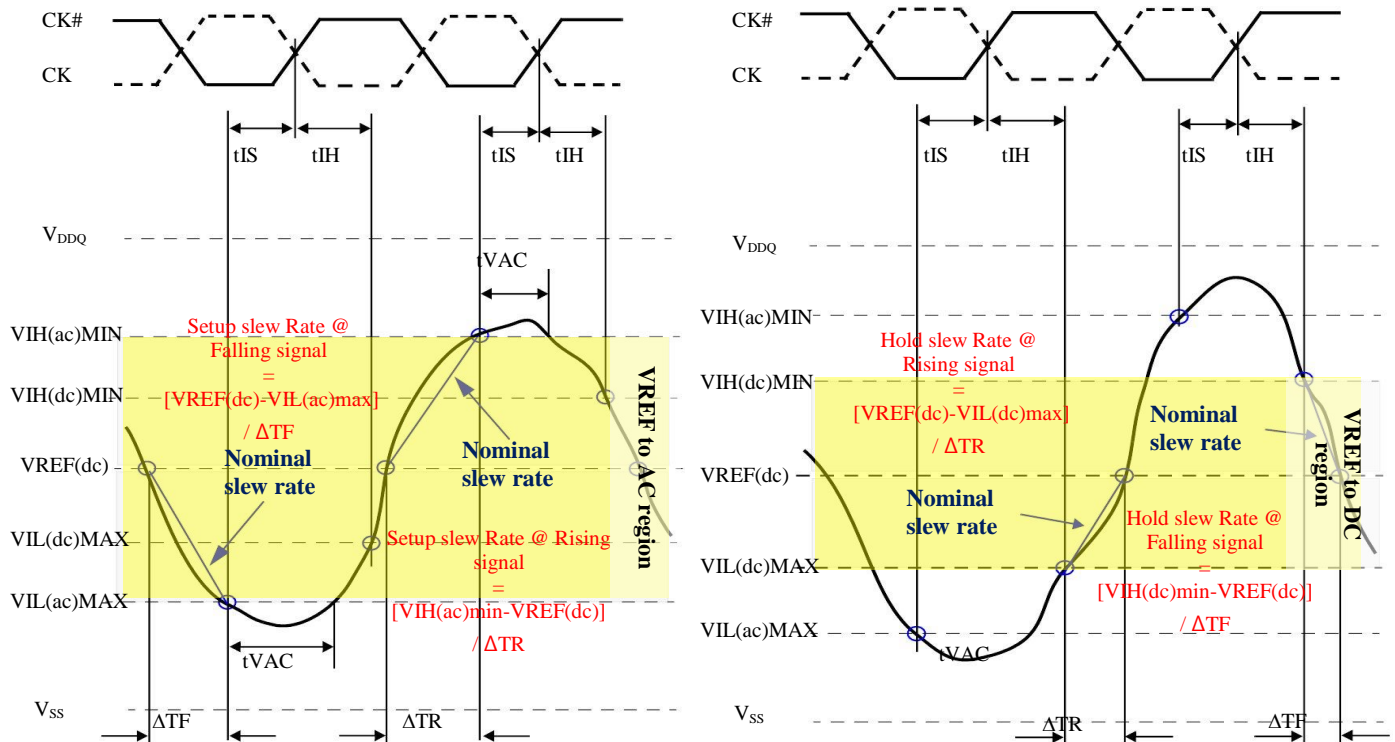 CK#
CK
tIS
tIH
tIS
tIH
VDDQ
tVAC
VIH(ac)MIN
Setup slew Rate @
Falling signal
=
[VREF(dc)-VIL(ac)max]
/ ΔTF
VIH(dc)MIN
Nominal
slew rate
Nominal
slew rate
VREF to AC region
VREF(dc)
VIL(dc)MAX
Setup slew Rate @ Rising
signal
=
[VIH(ac)min-VREF(dc)]
/ ΔTR
VIL(ac)MAX
tVAC
VSS
ΔTF
ΔTR
CK#
CK
tIS
tIH
tIS
tIH
VDDQ
VIH(ac)MIN
Hold slew Rate @
Rising signal
=
[VREF(dc)-VIL(dc)max]
/ ΔTR
VIH(dc)MIN
Nominal
slew rate
VREF to DC
region
VREF(dc)
Nominal
slew rate
Hold slew Rate @
Falling signal
=
[VIH(dc)min-VREF(dc)]
/ ΔTF
VIL(dc)MAX
VIL(ac)MAX
tVAC
VSS
ΔTR
ΔTF